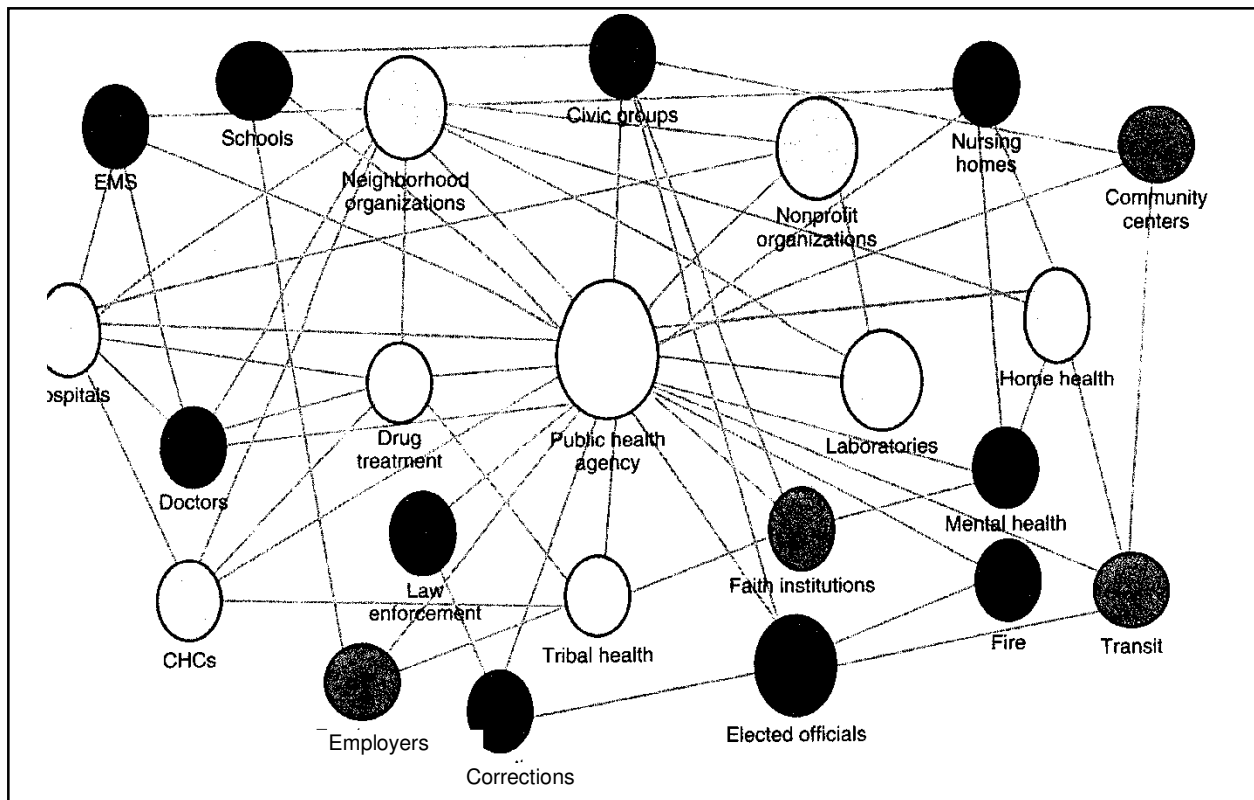 Schools
Civic groups
Nursing
homes
EMS
Neighborhood
organizations
Nonprofit
organizations
Community
centers
ospitals
Drug
treatment
Public health
agency
Laboratories
Home health
Doctors
Mental health
Law
enforcement
Faith institutions
CHCs
Tribal health
Fire
Transit
Employers
Elected officials
Corrections